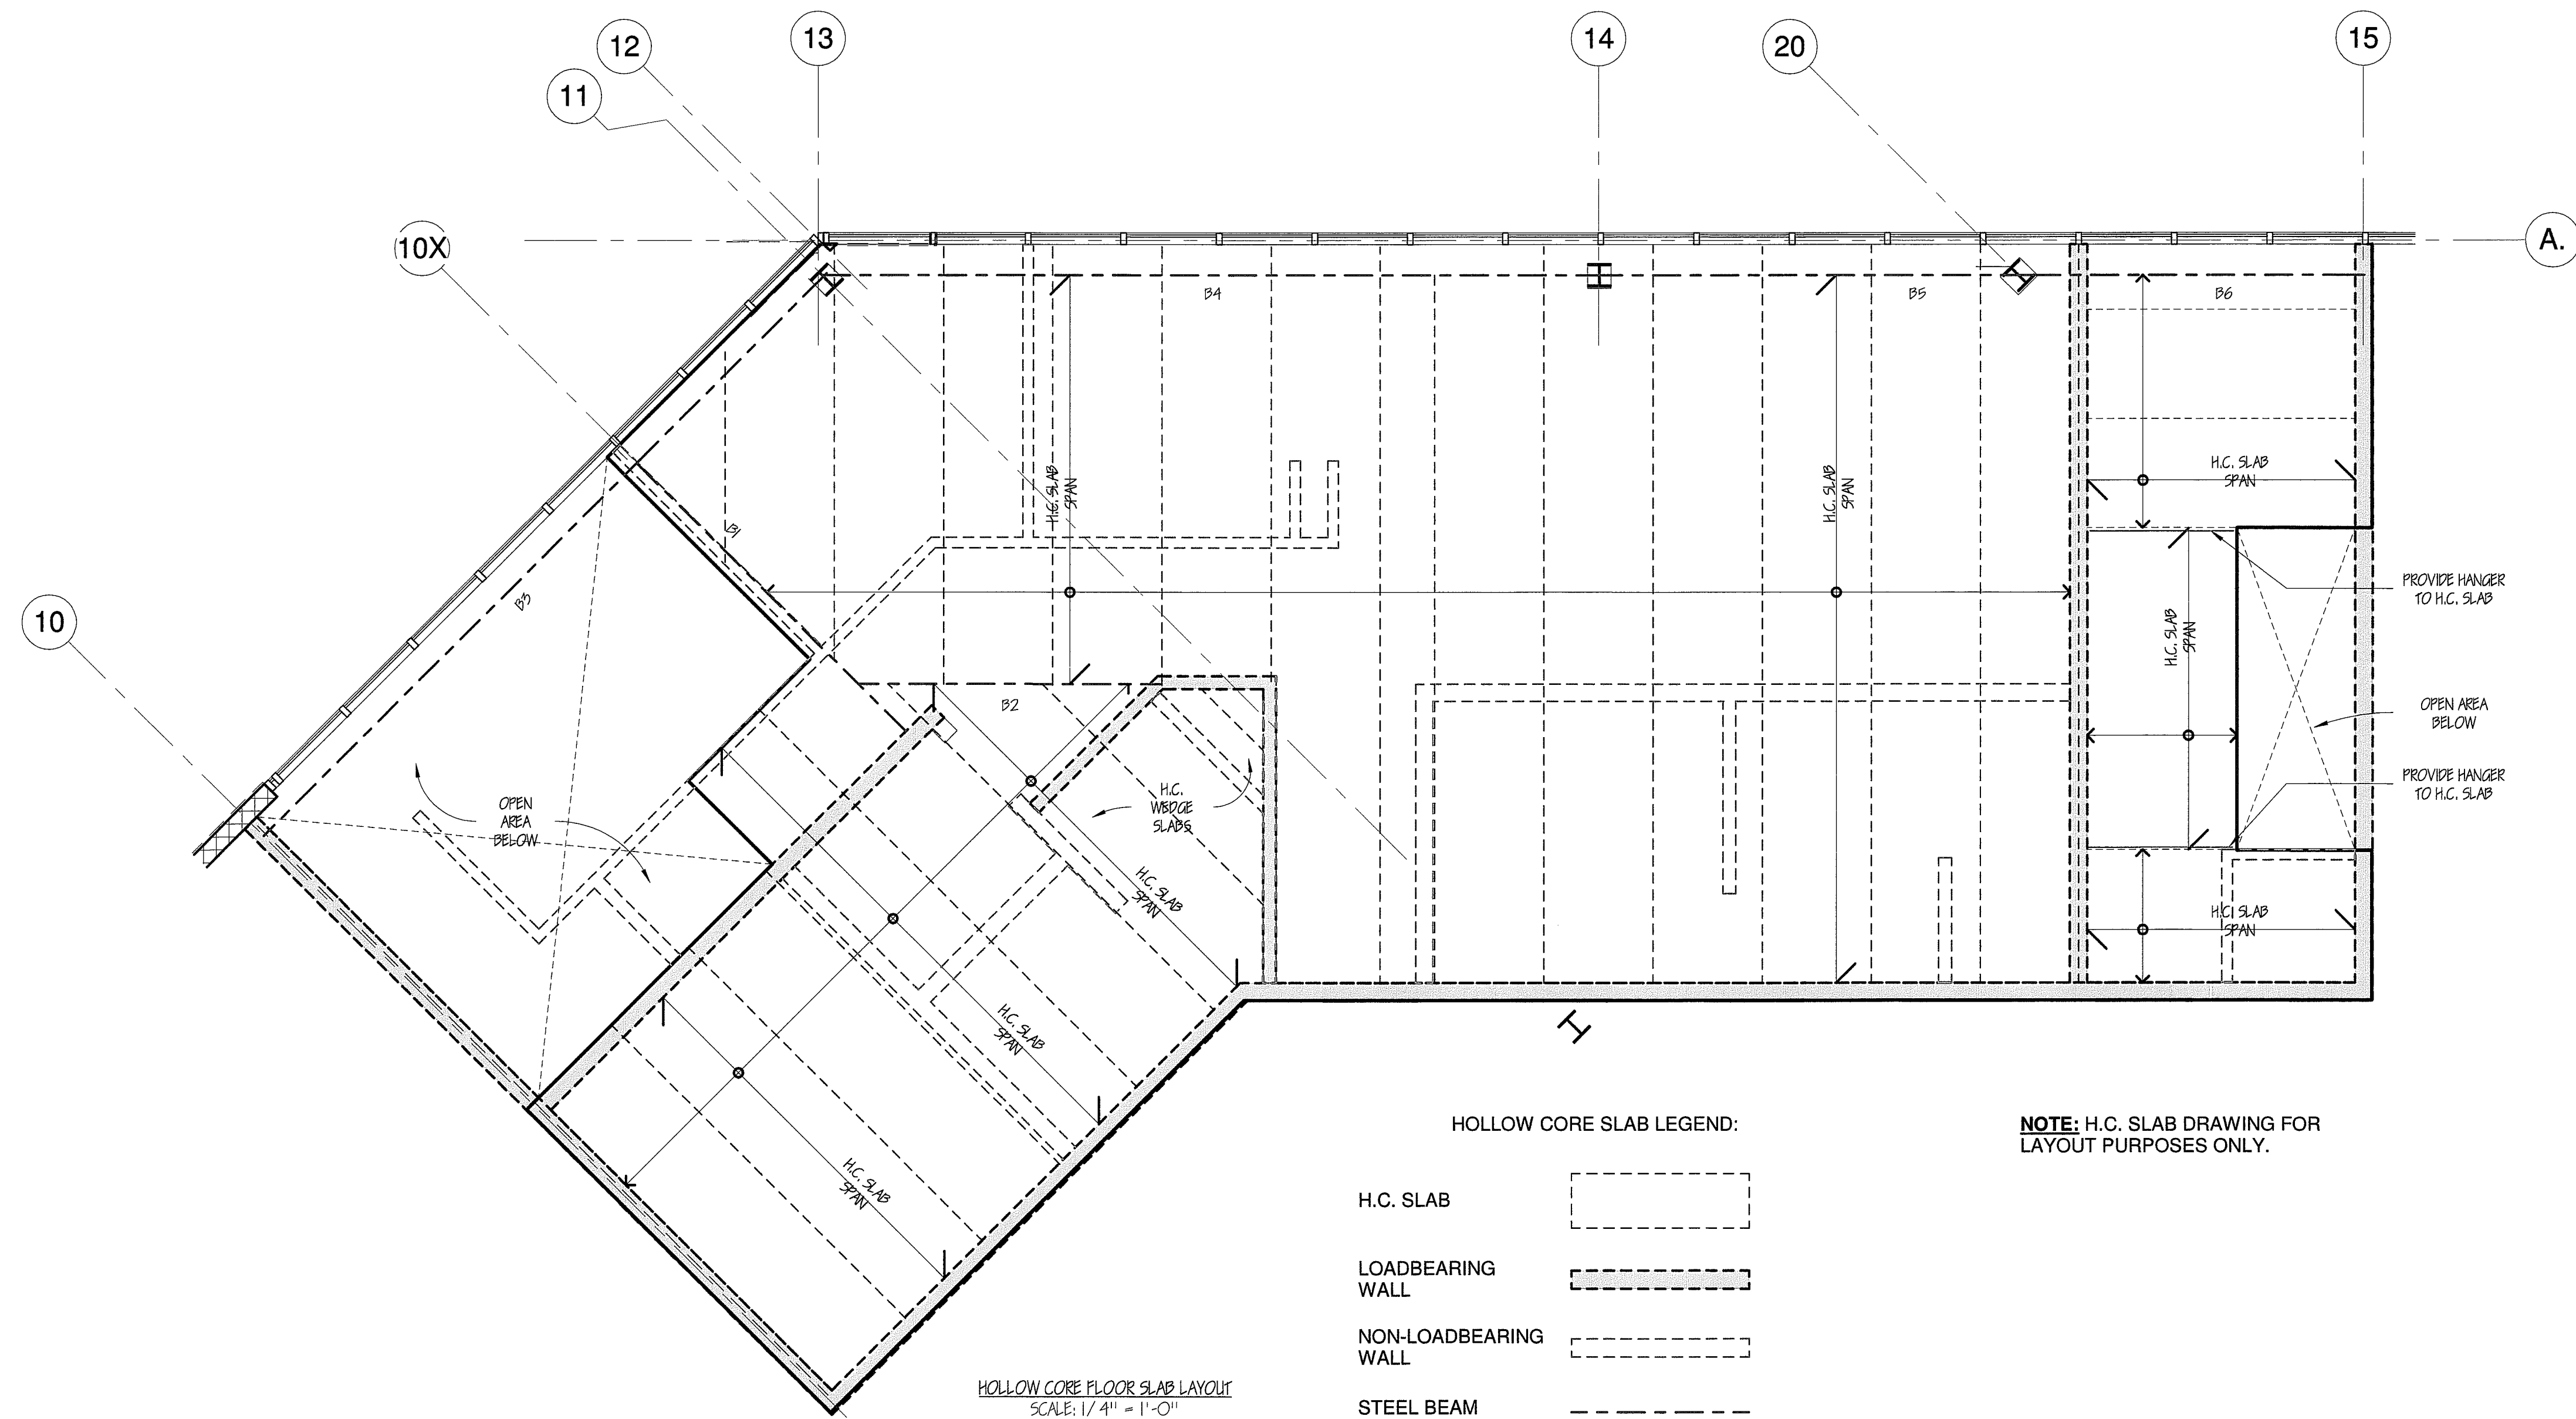 12
13
14
20
15
11
10X
A.
B4
B5
B6
H.C. SLAB
SPAN
H.C. SLAB
SPAN
H.C. SLAB
SPAN
B1
B3
PROVIDE HANGER
TO H.C. SLAB
10
H.C. SLAB
SPAN
B2
OPEN AREA
BELOW
OPEN
AREA
BELOW
H.C.
WEDGE
SLABS
PROVIDE HANGER
TO H.C. SLAB
H.C. SLAB
SPAN
H.C. SLAB
SPAN
H.C. SLAB
SPAN
H.C. SLAB
SPAN
HOLLOW CORE SLAB LEGEND:
NOTE: H.C. SLAB DRAWING FOR
LAYOUT PURPOSES ONLY.
H.C. SLAB
LOADBEARING
WALL
NON-LOADBEARING
WALL
STEEL BEAM
HOLLOW CORE FLOOR SLAB LAYOUT
SCALE: 1/4" = 1'-0"